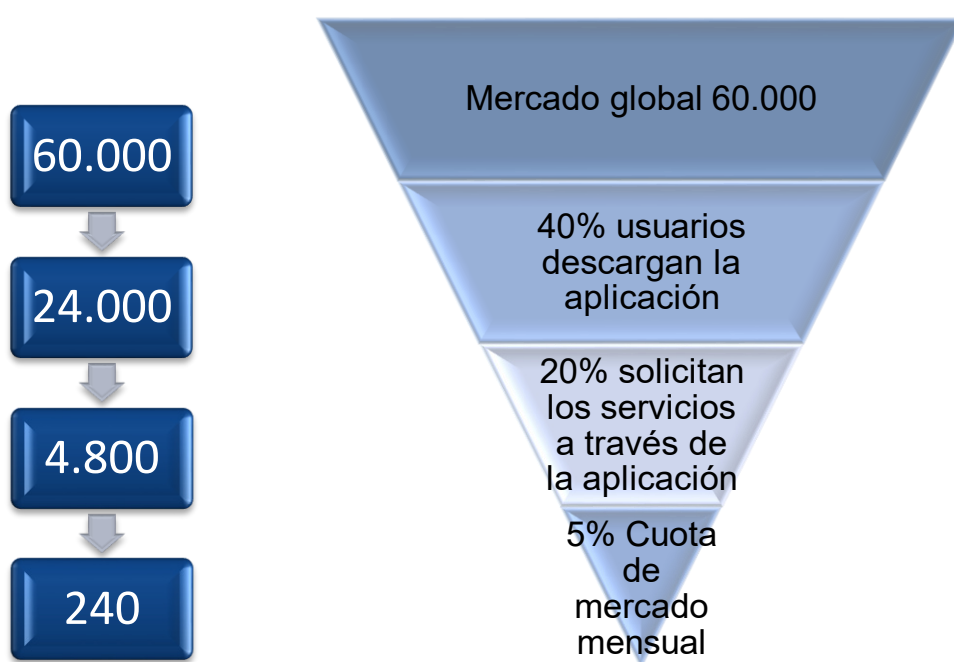 60.000
24.000
4.800
240
Mercado global 60.000
40% usuarios
descargan la
aplicación
20% solicitan
los servicios
a través de
la aplicación
5% Cuota
de
mercado
mensual